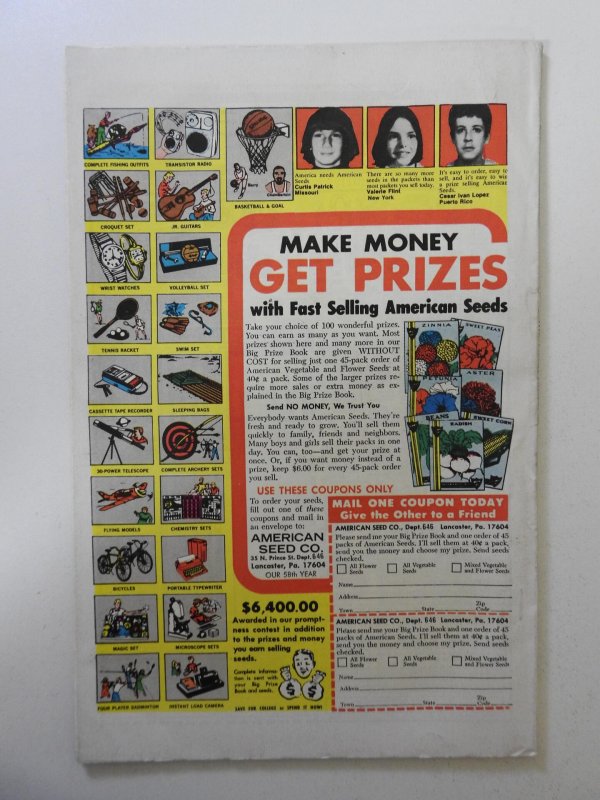 COMPLETE FISHING OUTFITS
TRANSISTOR RADIO
BASKETBALL & GOAL
CROQUET SET
JR. GUITARS
WRIST WATCHES
VOLLEYBALL SET
TENNIS RACKET
SWIM SET
CASSETTE TAPE RECORDER
SLEEPING BAGS
30-POWER TELESCOPE
COMPLETE ARCHERY SETS
FLYING MODELS
CHEMISTRY SETS
BICYCLES
PORTABLE TYPEWRITER
MAGIC SET
MICROSCOPE SETS
FOUR PLAYER BADMINTON
INSTANT LOAD CAMERA
America needs American
Seeds
Curtis Patrick
Missouri
There are so many more
seeds in the packets than
most packets you sell today.
Valerie Flint
New York
It's easy to order, easy to
sell, and it's easy to win
a prize selling American
Seeds.
Cesar Ivan Lopez
Puerto Rico
MAKE MONEY
GET PRIZES
with Fast Selling American Seeds
Take your choice of 100 wonderful prizes.
You can earn as many as you want. Most
prizes shown here and many more in our
Big Prize Book are given WITHOUT
COST for selling just one 45-pack order of
American Vegetable and Flower Seeds at
40¢ a pack. Some of the larger prizes re-
quire more sales or extra money as ex-
plained in the Big Prize Book.
Send NO MONEY, We Trust You
Everybody wants American Seeds. They're
fresh and ready to grow. You'll sell them
quickly to family, friends and neighbors.
Many boys and girls sell their packs in one
day. You can, too—and get your prize at
once. Or, if you want money instead of a
prize, keep $6.00 for every 45-pack order
you sell.
ZINNIA
SWEET PEAS
PETUNIA
ASTER
BEANS
RADISH
SWEET CORN
USE THESE COUPONS ONLY
To order your seeds,
fill out one of these
coupons and mail in
an envelope to:
AMERICAN
SEED CO.
35 N. Prince St. Dept. 646
Lancaster, Pa. 17604
OUR 58th YEAR
MAIL ONE COUPON TODAY
Give the Other to a Friend
AMERICAN SEED CO., Dept. 646 Lancaster, Pa. 17604
Please send me your Big Prize Book and one order of 45
packs of American Seeds. I'll sell them at 40¢ a pack,
send you the money and choose my prize. Send seeds
checked.
All Flower Seeds
All Vegetable Seeds
Mixed Vegetable and Flower Seeds
Name
Address
Town State Zip Code
AMERICAN SEED CO., Dept. 646 Lancaster, Pa. 17604
Please send me your Big Prize Book and one order of 45
packs of American Seeds. I'll sell them at 40¢ a pack,
send you the money and choose my prize. Send seeds
checked.
All Flower Seeds
All Vegetable Seeds
Mixed Vegetable and Flower Seeds
Name
Address
Town State Zip Code
$6,400.00
Awarded in our prompt-
ness contest in addition
to the prizes and money
you earn selling
seeds.
Complete informa-
tion is sent with
your Big Prize
Book and seeds.
$ $
SAVE FOR COLLEGE or SPEND IT NOW!